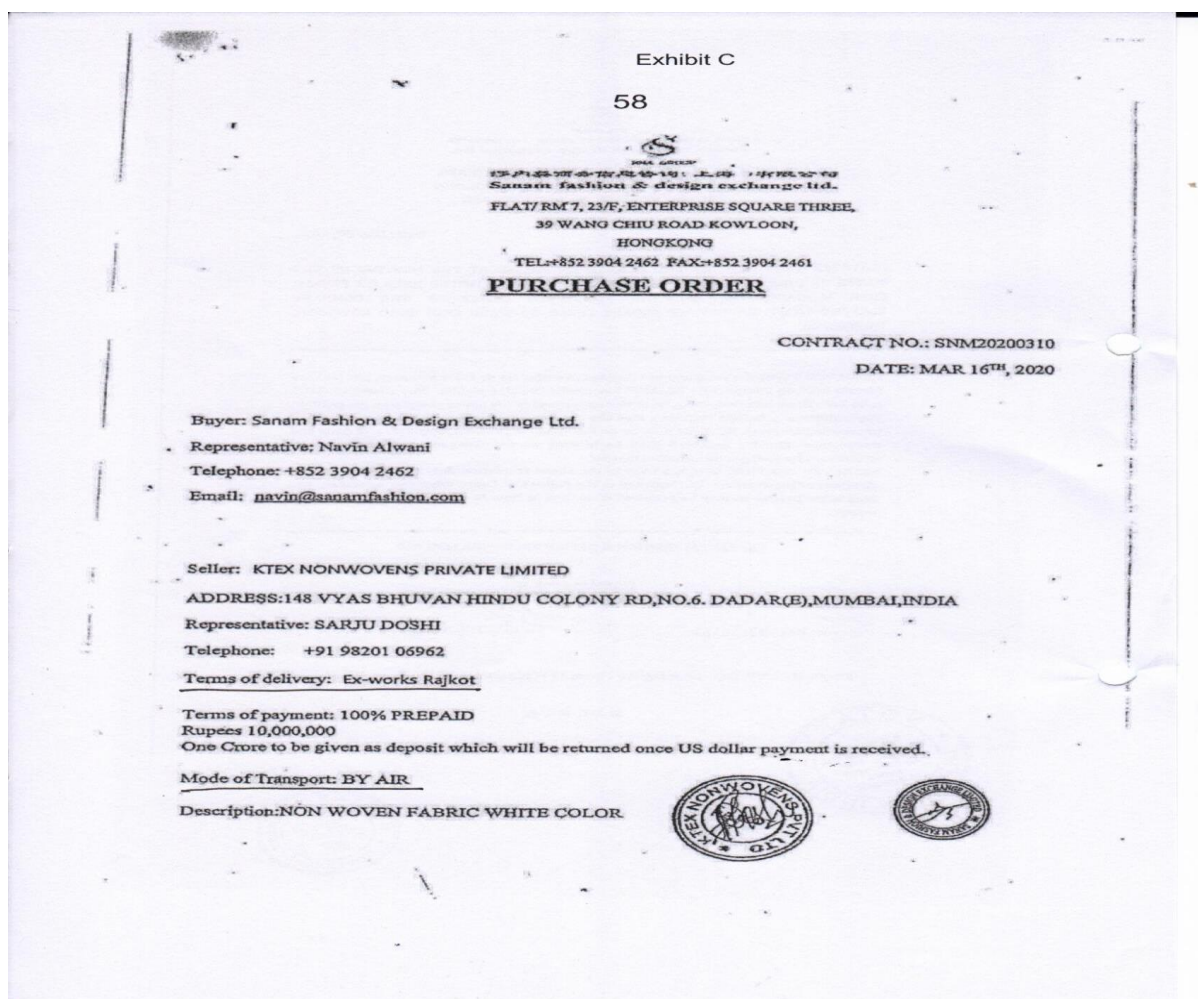 Exhibit C
58
S
Sanam fashion & design exchange ltd.
FLAT/ RM 7, 23/F, ENTERPRISE SQUARE THREE,
39 WANG CHIU ROAD KOWLOON,
HONGKONG
TEL:+852 3904 2462 FAX:+852 3904 2461
PURCHASE ORDER
CONTRACT NO.: SNM20200310
DATE: MAR 16TH, 2020
Buyer: Sanam Fashion & Design Exchange Ltd.
Representative: Navin Alwani
Telephone: +852 3904 2462
Email: navin@sanamfashion.com
Seller: KTEX NONWOVENS PRIVATE LIMITED
ADDRESS:148 VYAS BHUVAN HINDU COLONY RD,NO.6. DADAR(E),MUMBAI,INDIA
Representative: SARJU DOSHI
Telephone: +91 98201 06962
Terms of delivery: Ex-works Rajkot
Terms of payment: 100% PREPAID
Rupees 10,000,000
One Crore to be given as deposit which will be returned once US dollar payment is received.
Mode of Transport: BY AIR
Description:NON WOVEN FABRIC WHITE COLOR
KTEX NONWOVENS PVT LTD